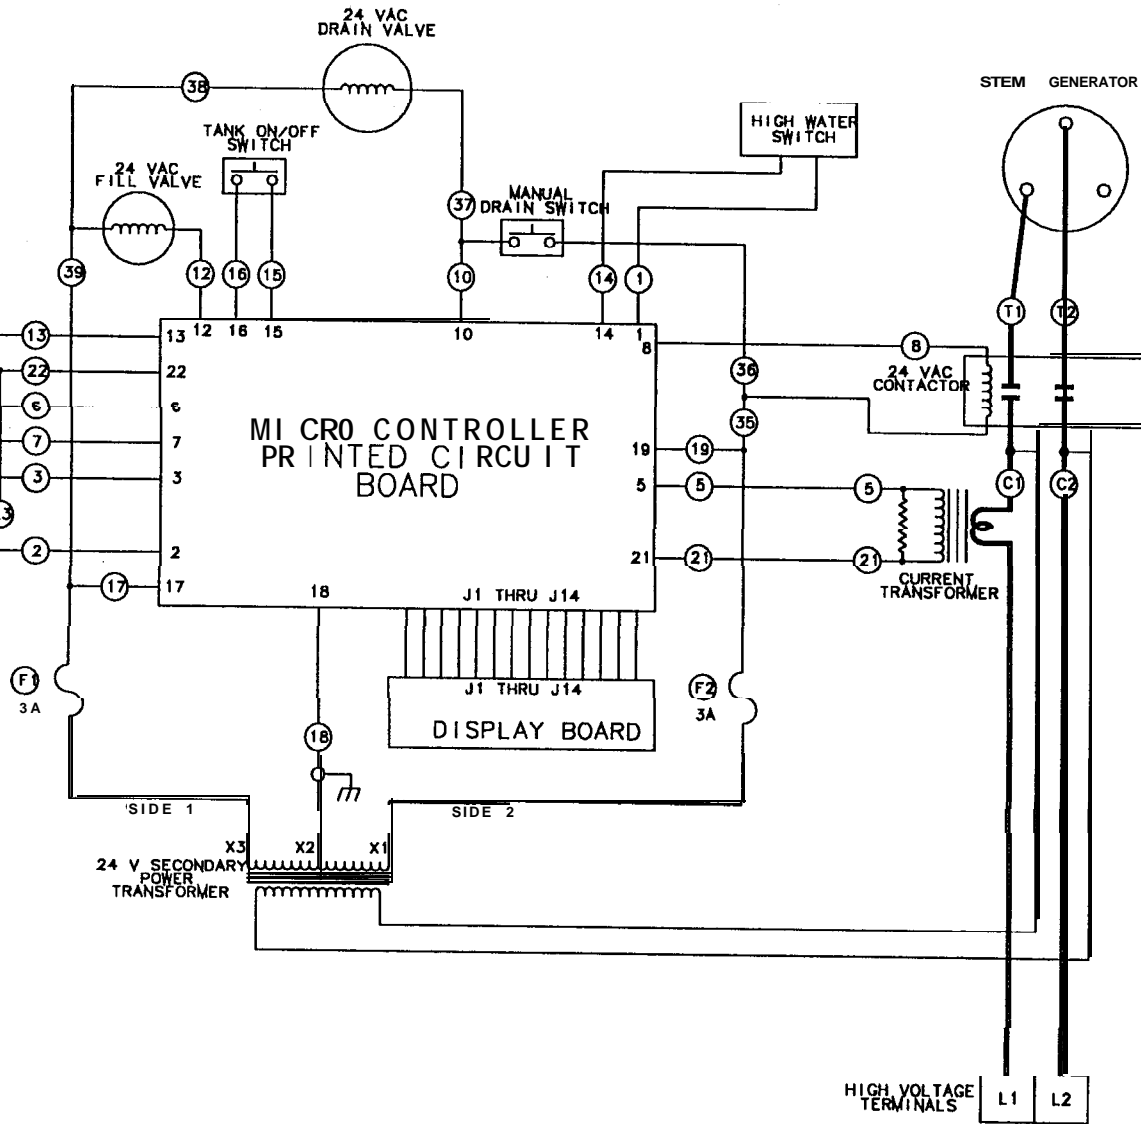 24 VAC
DRAIN VALVE
38
TANK ON/OFF
SWITCH
24 VAC
FILL VALVE
37
MANUAL
DRAIN SWITCH
HIGH WATER
SWITCH
STEM GENERATOR
39
12
16
15
10
14
1
T1
T2
13
22
6
7
3
2
17
12 16 15 10 14 1
13
22
6
7
3
2
17
18
8
19
5
21
MI CRO CONTROLLER
PRINTED CIRCUIT
BOARD
J1 THRU J14
8
24 VAC
CONTACTOR
36
35
19
5
5
21
21
C1
C2
CURRENT
TRANSFORMER
F1
3A
J1 THRU J14
DISPLAY BOARD
F2
3A
18
SIDE 1
SIDE 2
X3 X2 X1
24 V SECONDARY
POWER
TRANSFORMER
HIGH VOLTAGE
TERMINALS
L1 L2